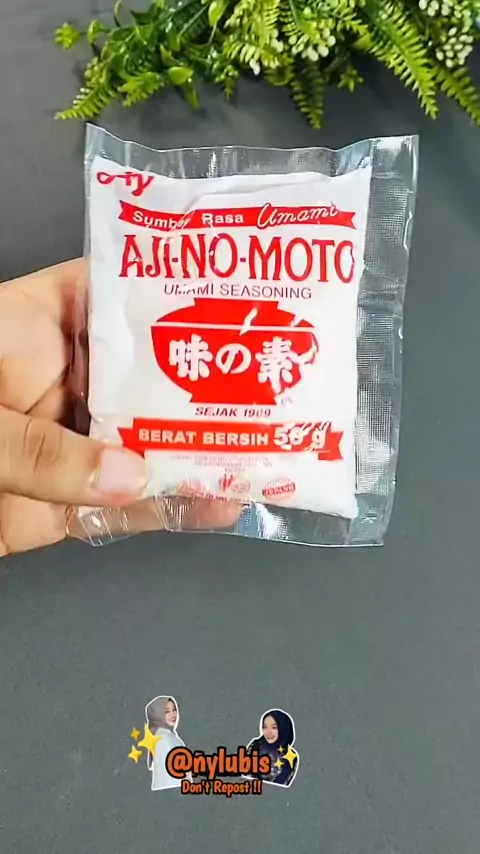 Ay
Sumber Rasa Umami
AJI-NO-MOTO
UMAMI SEASONING
味の素
SEJAK 1909
BERAT BERSIH 50 g
@nylubis
Don't Repost !!